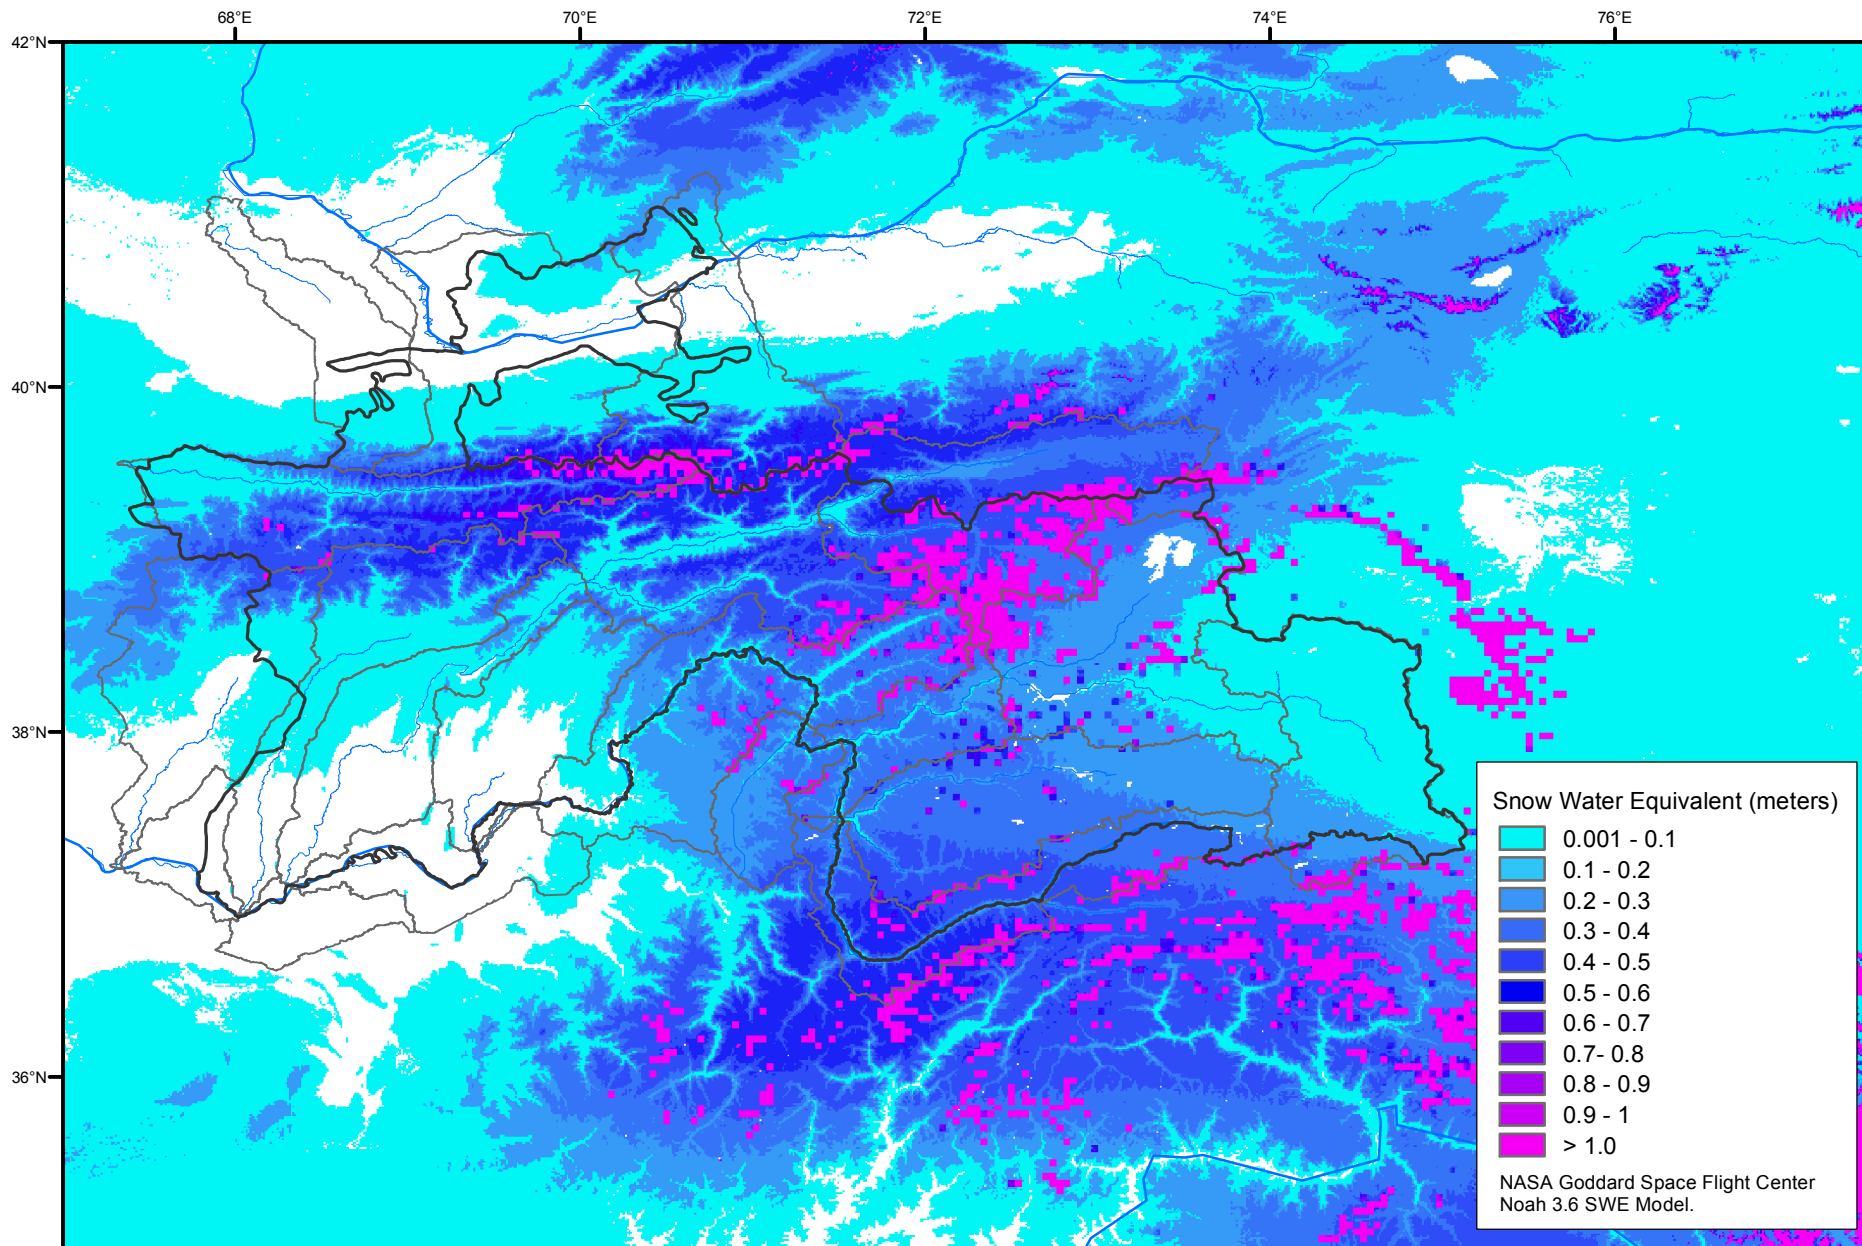 68°E
70°E
72°E
74°E
76°E
42°N
40°N
38°N
36°N
Snow Water Equivalent (meters)
0.001 - 0.1
0.1 - 0.2
0.2 - 0.3
0.3 - 0.4
0.4 - 0.5
0.5 - 0.6
0.6 - 0.7
0.7- 0.8
0.8 - 0.9
0.9 - 1
> 1.0
NASA Goddard Space Flight Center
Noah 3.6 SWE Model.